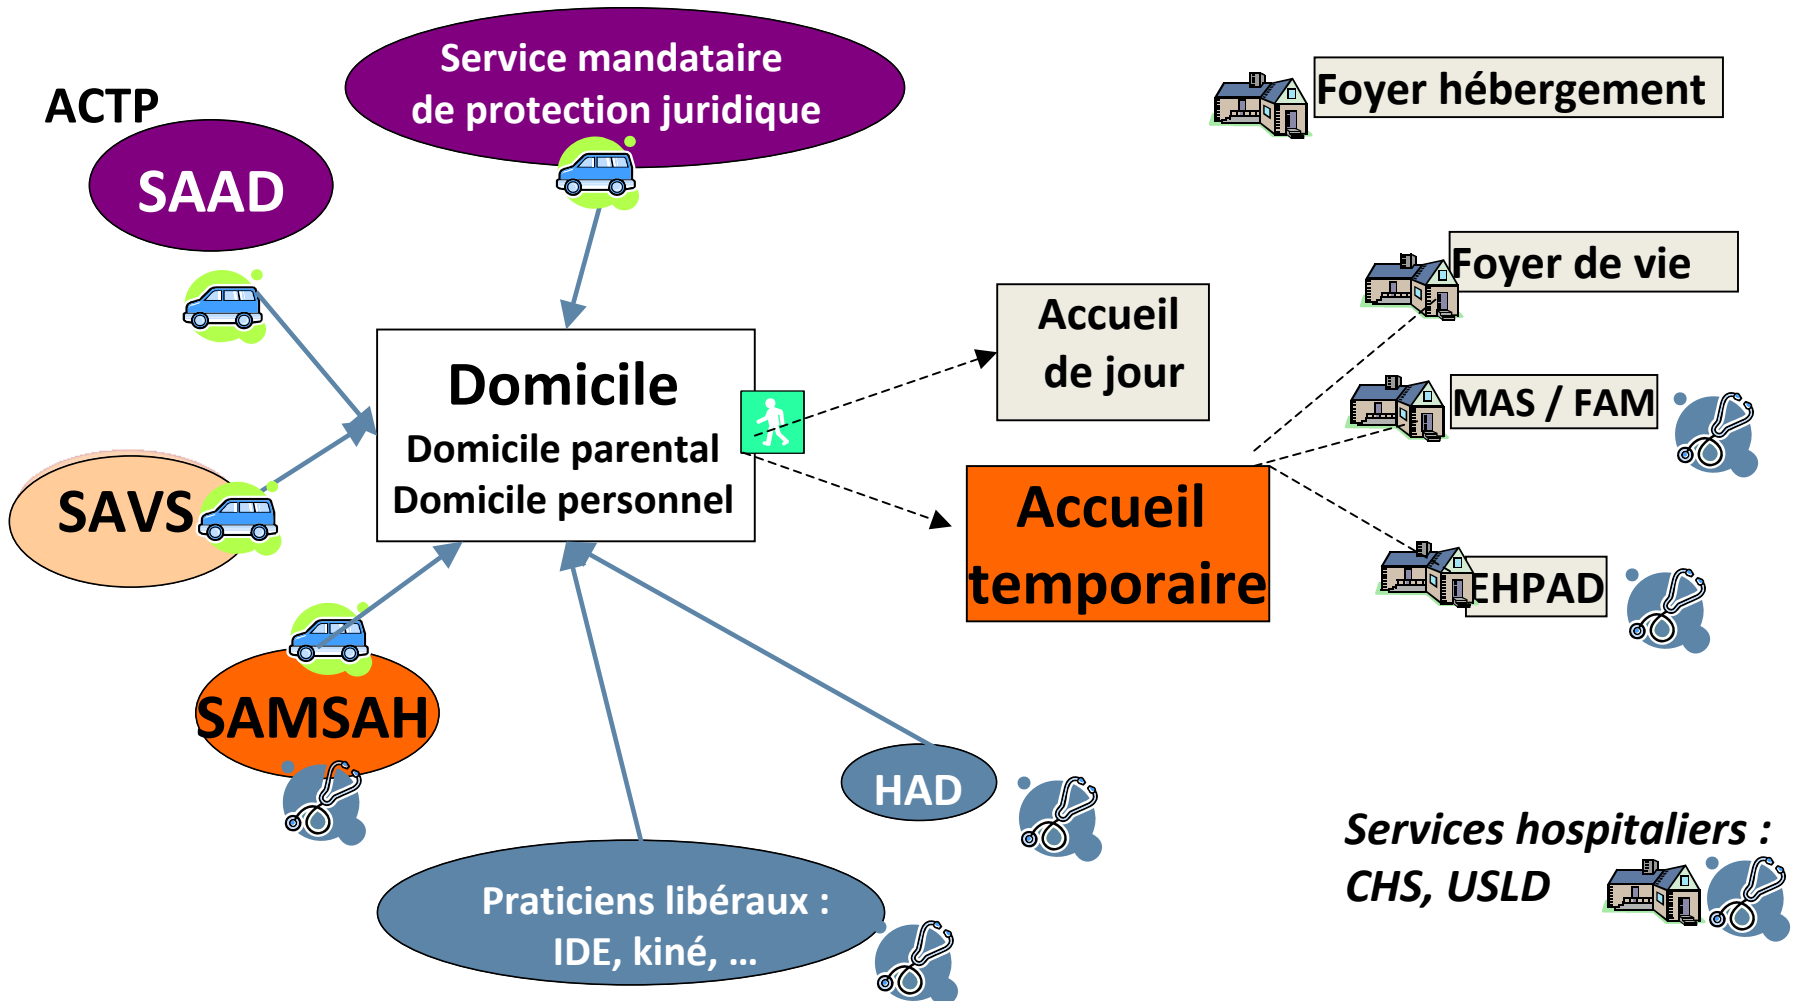 Service mandataire
de protection juridique
ACTP
SAAD
Foyer hébergement
Foyer de vie
Accueil
de jour
Domicile
Domicile parental
Domicile personnel
MAS / FAM
SAVS
Accueil
temporaire
EHPAD
SAMSAH
HAD
Praticiens libéraux :
IDE, kiné, ...
Services hospitaliers :
CHS, USLD